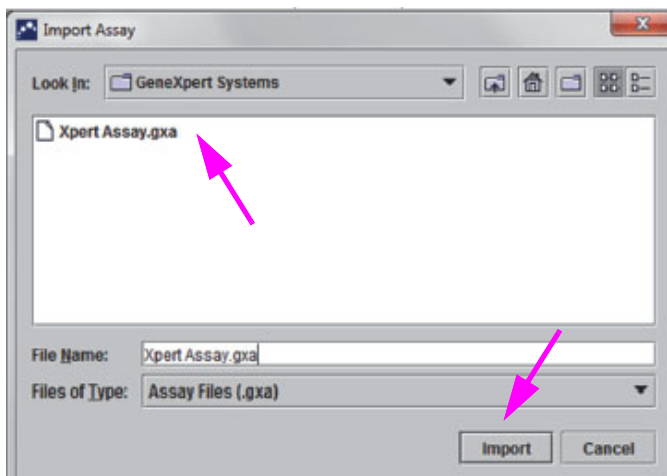 Import Assay
Look In: GeneXpert Systems
Xpert Assay.gxa
File Name: Xpert Assay.gxa
Files of Type: Assay Files (.gxa)
Import Cancel